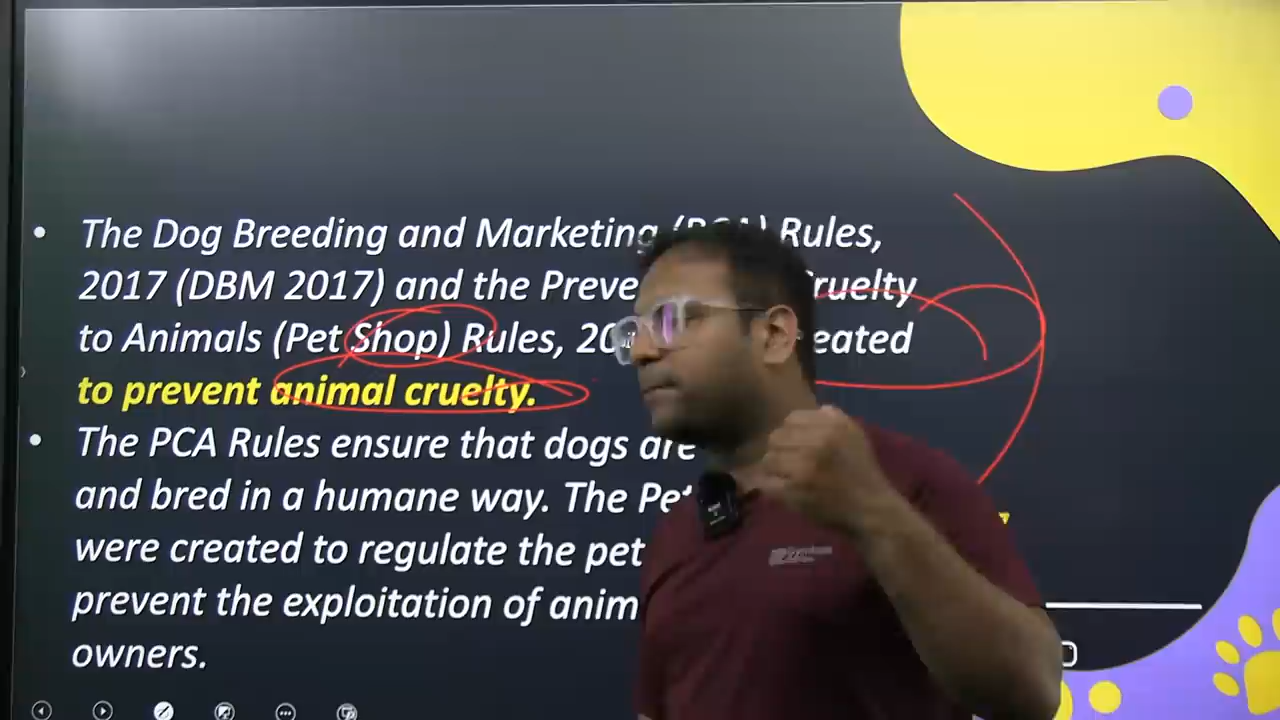 • The Dog Breeding and Marketing (PCA) Rules,
2017 (DBM 2017) and the Preve ruelty
to Animals (Pet Shop) Rules, 20 eated
to prevent animal cruelty.
• The PCA Rules ensure that dogs are
and bred in a humane way. The Pet
were created to regulate the pet
prevent the exploitation of anim
owners.